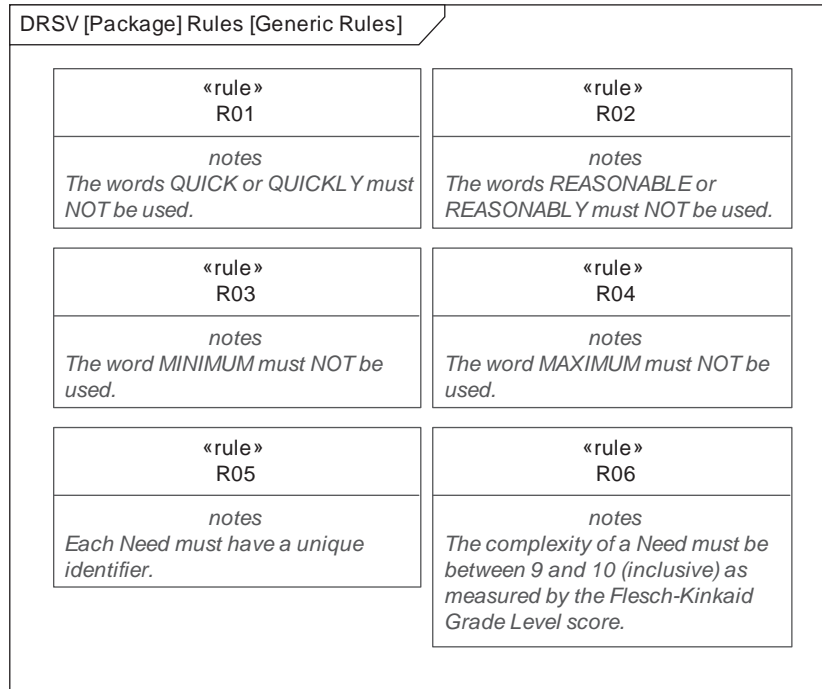 DRSV [Package] Rules [Generic Rules]
«rule»
R01
notes
The words QUICK or QUICKLY must
NOT be used.
«rule»
R02
notes
The words REASONABLE or
REASONABLY must NOT be used.
«rule»
R03
notes
The word MINIMUM must NOT be
used.
«rule»
R04
notes
The word MAXIMUM must NOT be
used.
«rule»
R05
notes
Each Need must have a unique
identifier.
«rule»
R06
notes
The complexity of a Need must be
between 9 and 10 (inclusive) as
measured by the Flesch-Kinkaid
Grade Level score.